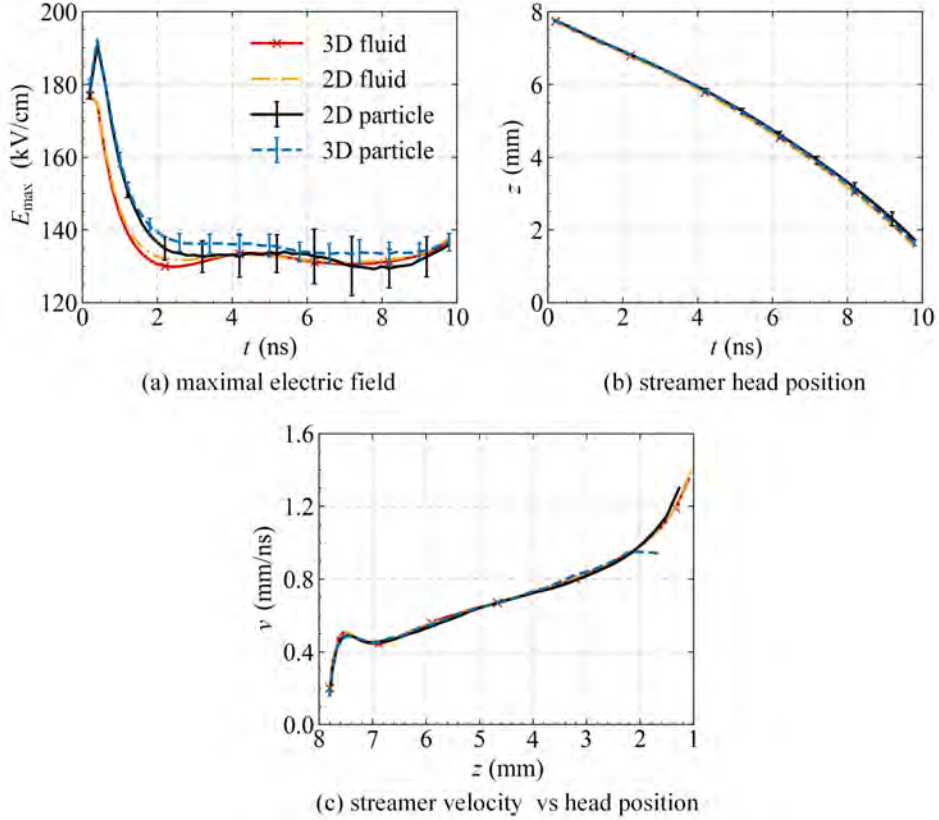 200
180
160
140
120
E_max (kV/cm)
0 2 4 6 8 10
t (ns)
3D fluid
2D fluid
2D particle
3D particle
(a) maximal electric field
8
6
4
2
0
z (mm)
2 4 6 8 10
t (ns)
(b) streamer head position
1.6
1.2
0.8
0.4
0.0
v (mm/ns)
8 7 6 5 4 3 2 1
z (mm)
(c) streamer velocity vs head position